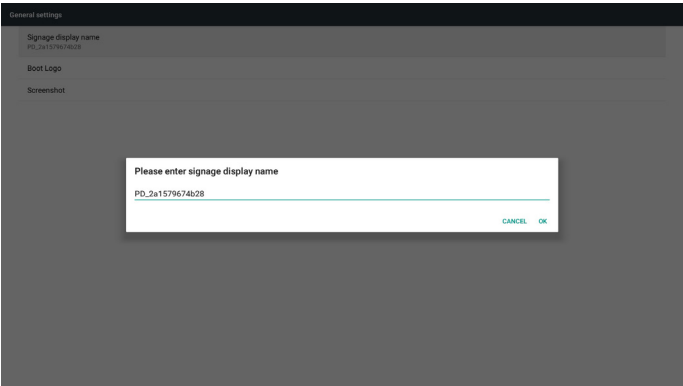 General settings
Signage display name
PD_2a1579674b28
Boot Logo
Screenshot
Please enter signage display name
PD_2a1579674b28
CANCEL OK